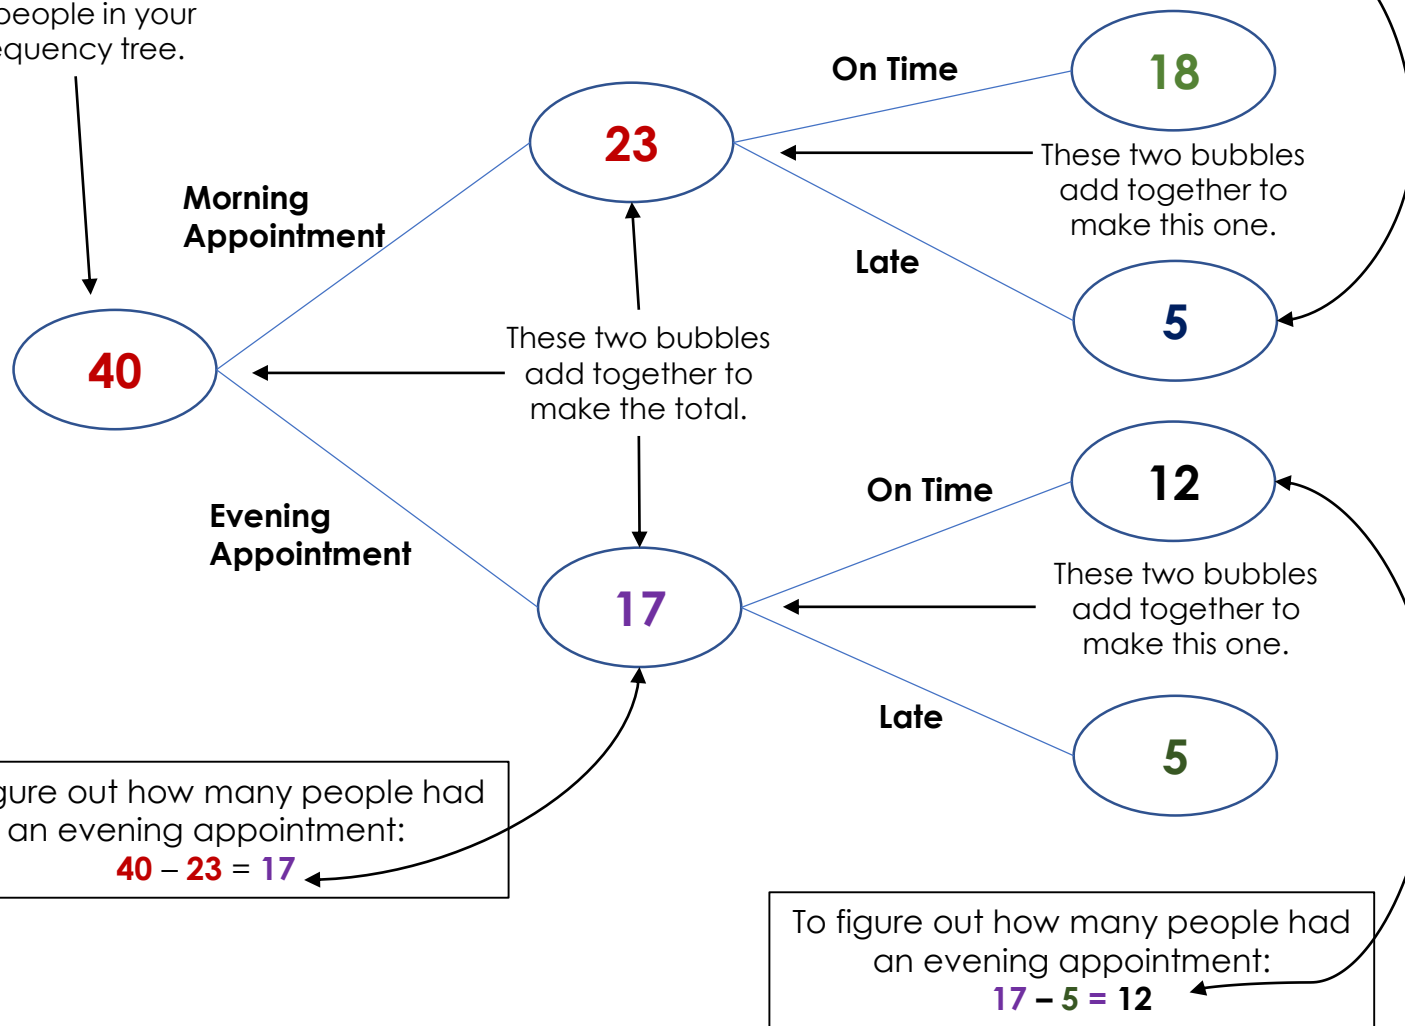 people in your
equency tree.
On Time
18
23
These two bubbles
add together to
make this one.
Morning
Appointment
Late
5
These two bubbles
add together to
make the total.
40
12
On Time
Evening
Appointment
These two bubbles
add together to
make this one.
17
Late
5
gure out how many people had
an evening appointment:
40 – 23 = 17
To figure out how many people had
an evening appointment:
17 – 5 = 12